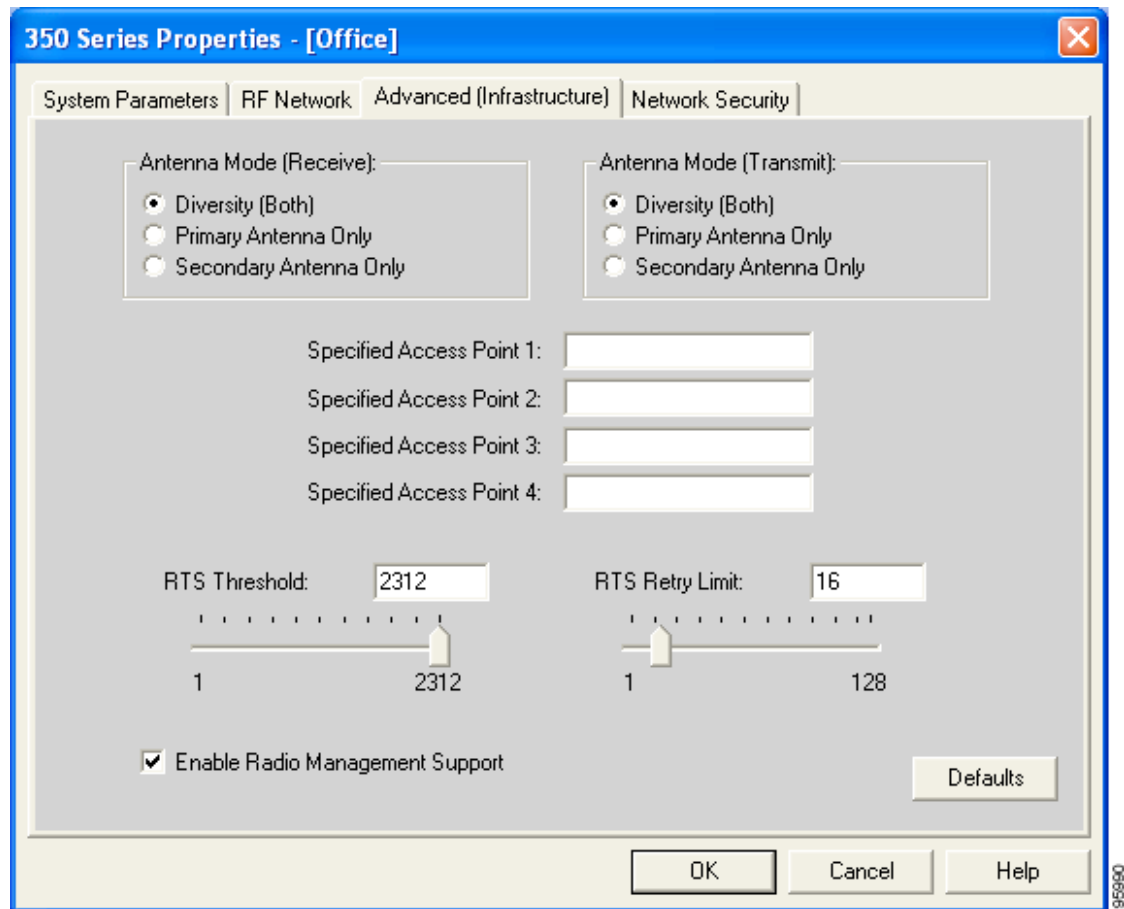 350 Series Properties - [Office]
System Parameters
RF Network
Advanced (Infrastructure)
Network Security
Antenna Mode (Receive):
Diversity (Both)
Primary Antenna Only
Secondary Antenna Only
Antenna Mode (Transmit):
Diversity (Both)
Primary Antenna Only
Secondary Antenna Only
Specified Access Point 1:
Specified Access Point 2:
Specified Access Point 3:
Specified Access Point 4:
RTS Threshold: 2312
1 2312
RTS Retry Limit: 16
1 128
Enable Radio Management Support
Defaults
OK
Cancel
Help
95990